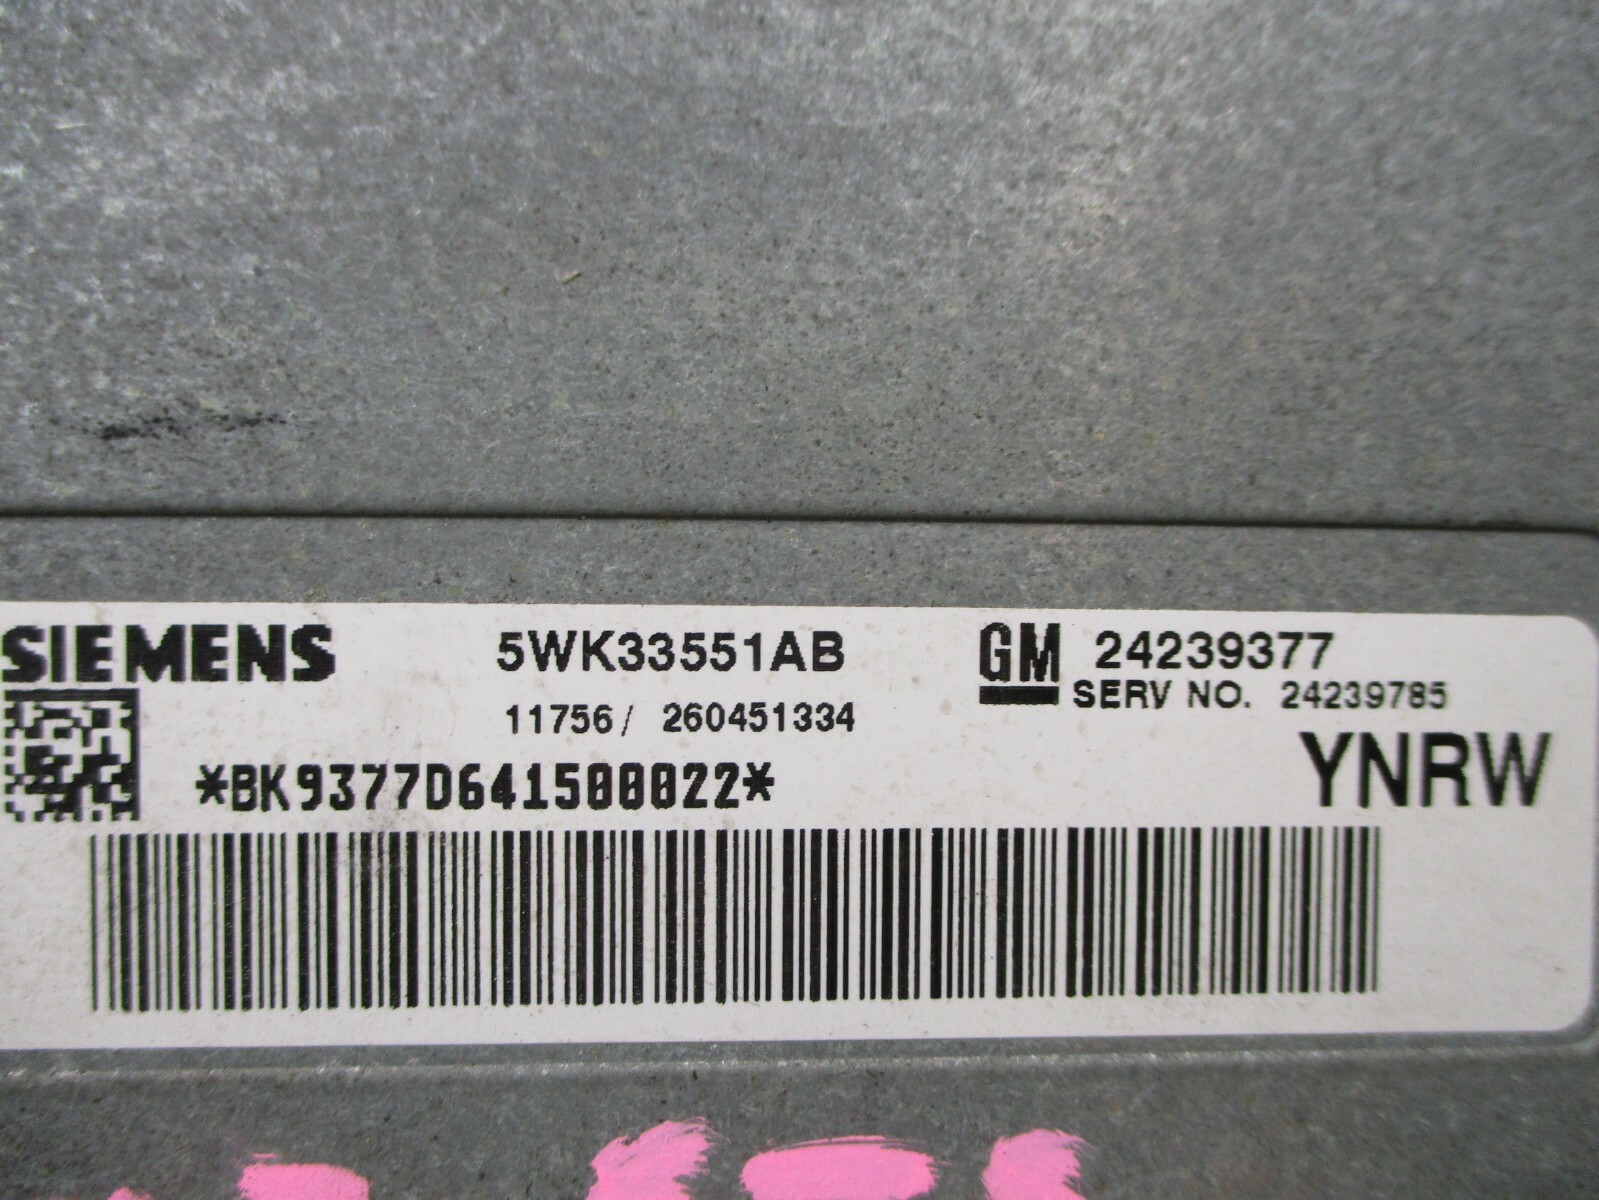 SIEMENS 5WK33551AB GM 24239377
11756/ 260451334 SERV NO. 24239785
*BK9377D641500022* YNRW